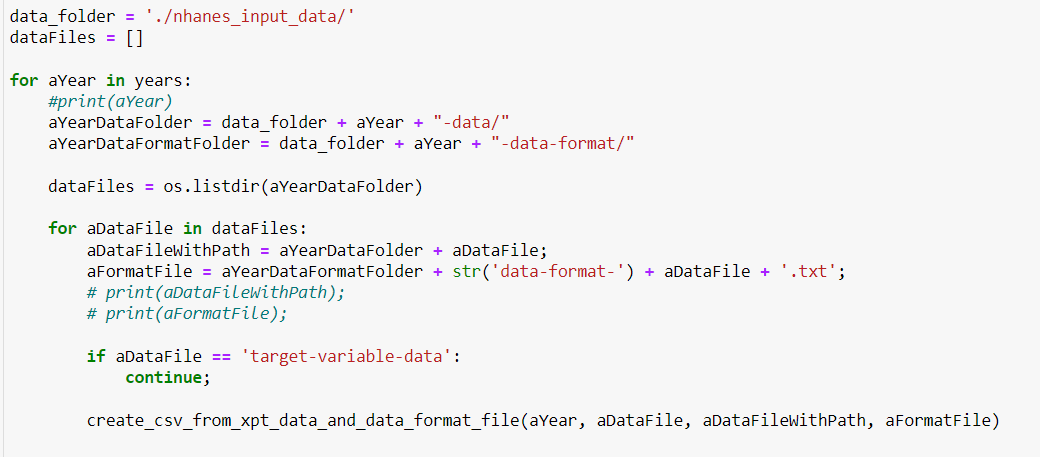 data_folder = './nhanes_input_data/'
dataFiles = []
for aYear in years:
#print(aYear)
aYearDataFolder = data_folder + aYear + "-data/"
aYearDataFormatFolder = data_folder + aYear + "-data-format/"
dataFiles = os.listdir(aYearDataFolder)
for aDataFile in dataFiles:
aDataFileWithPath = aYearDataFolder + aDataFile;
aFormatFile = aYearDataFormatFolder + str('data-format-') + aDataFile + '.txt';
# print(aDataFileWithPath);
# print(aFormatFile);
if aDataFile == 'target-variable-data':
continue;
create_csv_from_xpt_data_and_data_format_file(aYear, aDataFile, aDataFileWithPath, aFormatFile)